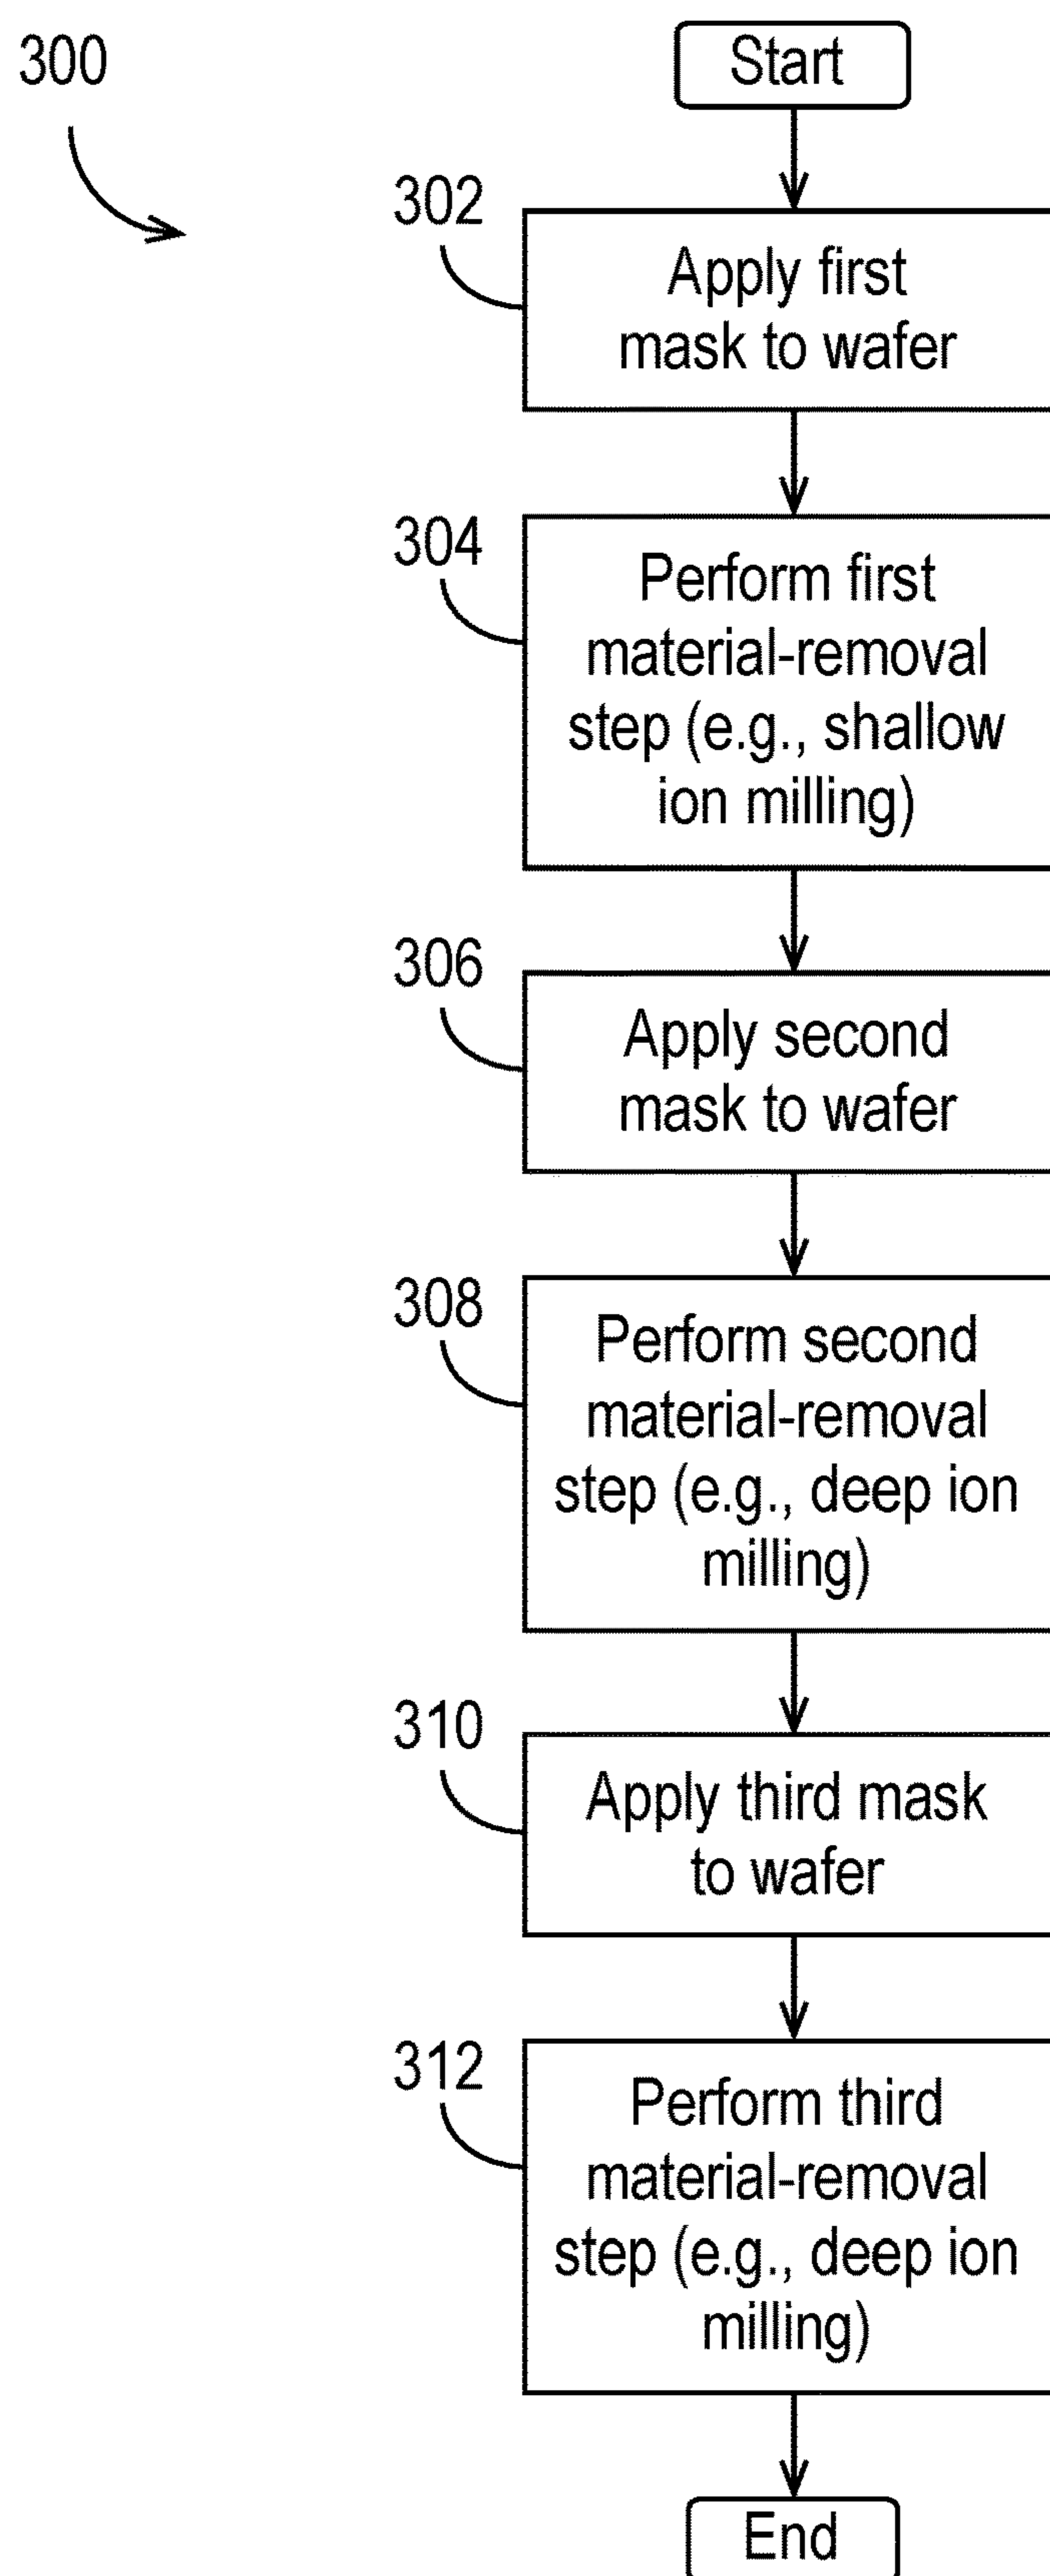 300
Start
302
Apply first
mask to wafer
304
Perform first
material-removal
step (e.g., shallow
ion milling)
306
Apply second
mask to wafer
308
Perform second
material-removal
step (e.g., deep ion
milling)
310
Apply third mask
to wafer
312
Perform third
material-removal
step (e.g., deep ion
milling)
End